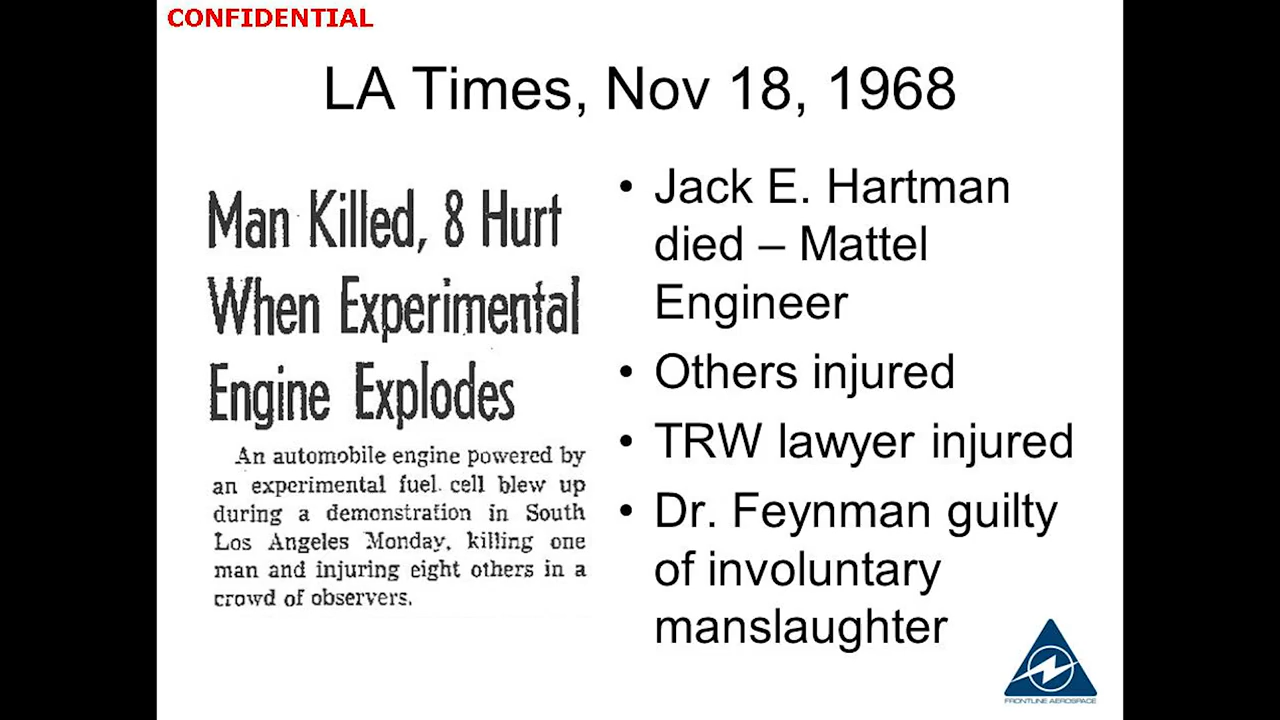 CONFIDENTIAL
LA Times, Nov 18, 1968
Man Killed, 8 Hurt
When Experimental
Engine Explodes
An automobile engine powered by
an experimental fuel cell blew up
during a demonstration in South
Los Angeles Monday, killing one
man and injuring eight others in a
crowd of observers.
• Jack E. Hartman
died – Mattel
Engineer
• Others injured
• TRW lawyer injured
• Dr. Feynman guilty
of involuntary
manslaughter
FRONTLINE AEROSPACE